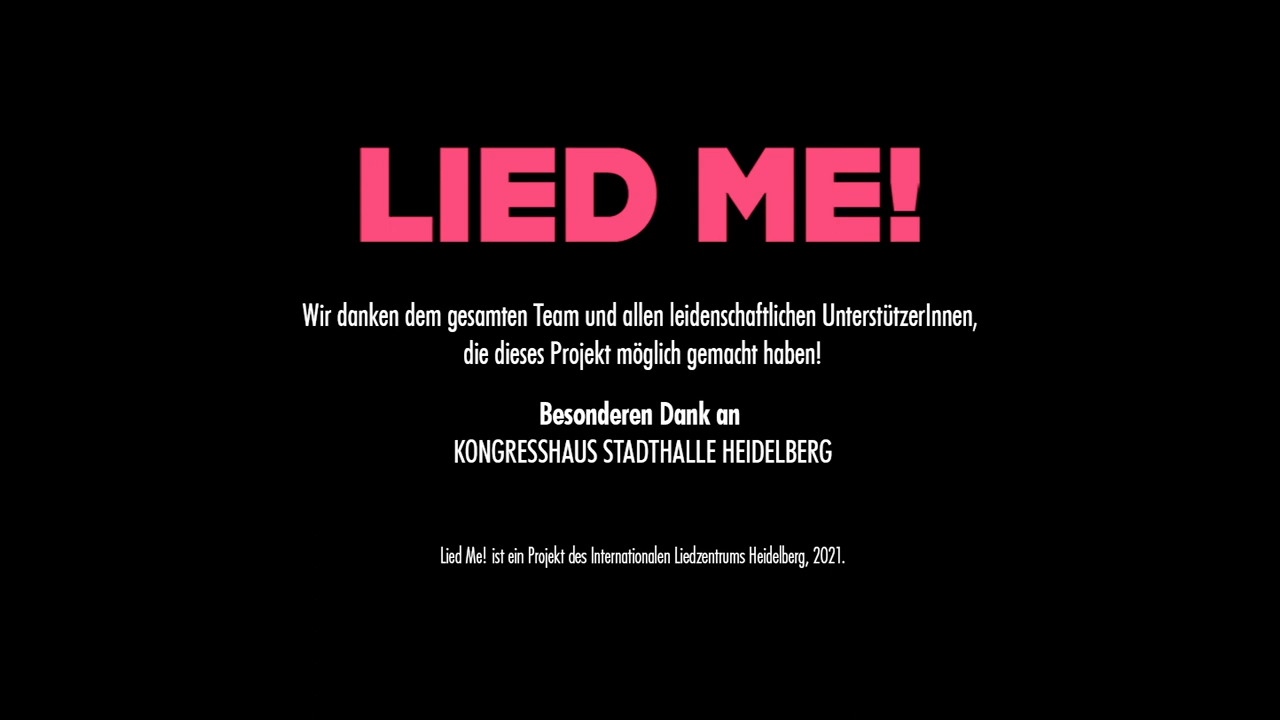 LIED ME!
Wir danken dem gesamten Team und allen leidenschaftlichen UnterstützerInnen,
die dieses Projekt möglich gemacht haben!
Besonderen Dank an
KONGRESSHAUS STADTHALLE HEIDELBERG
Lied Me! ist ein Projekt des Internationalen Liedzentrums Heidelberg, 2021.